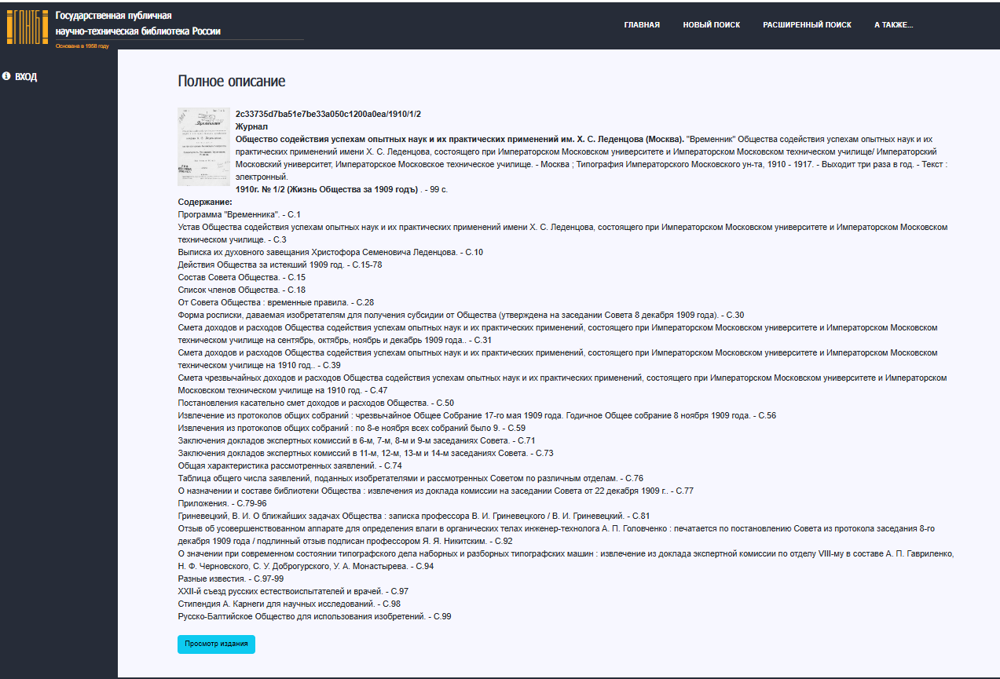 Государственная публичная
научно-техническая библиотека России
Основана в 1958 году
ГЛАВНАЯ НОВЫЙ ПОИСК РАСШИРЕННЫЙ ПОИСК А ТАКЖЕ...
ВХОД
Полное описание
2c33735d7ba51e7be33a050c1200a0ea/1910/1/2
Журнал
Общество содействия успехам опытных наук и их практических применений им. Х. С. Леденцова (Москва). "Временник" Общества содействия успехам опытных наук и их
практических применений имени Х. С. Леденцова, состоящего при Императорском Московском университете и Императорском Московском техническом училище/ Императорский
Московский университет, Императорское Московское техническое училище. - Москва ; Типография Императорского Московского ун-та, 1910 - 1917. - Выходит три раза в год. - Текст :
электронный.
1910г. № 1/2 (Жизнь Общества за 1909 годъ) . - 99 с.
Содержание:
Программа "Временника". - С.1
Устав Общества содействия успехам опытных наук и их практических применений имени Х. С. Леденцова, состоящего при Императорском Московском университете и Императорском Московском
техническом училище. - С.3
Выписка их духовного завещания Христофора Семеновича Леденцова. - С.10
Действия Общества за истекший 1909 год. - С.15-78
Состав Совета Общества. - С.15
Список членов Общества. - С.18
От Совета Общества : временные правила. - С.28
Форма росписки, даваемая изобретателям для получения субсидии от Общества (утверждена на заседании Совета 8 декабря 1909 года). - С.30
Смета доходов и расходов Общества содействия успехам опытных наук и их практических применений, состоящего при Императорском Московском университете и Императорском Московском
техническом училище на сентябрь, октябрь, ноябрь и декабрь 1909 года.. - С.31
Смета доходов и расходов Общества содействия успехам опытных наук и их практических применений, состоящего при Императорском Московском университете и Императорском Московском
техническом училище на 1910 год.. - С.39
Смета чрезвычайных доходов и расходов Общества содействия успехам опытных наук и их практических применений, состоящего при Императорском Московском университете и Императорском
Московском техническом училище на 1910 год. - С.47
Постановления касательно смет доходов и расходов Общества. - С.50
Извлечение из протоколов общих собраний : чрезвычайное Общее Собрание 17-го мая 1909 года. Годичное Общее собрание 8 ноября 1909 года. - С.56
Извлечения из протоколов общих собраний : по 8-е ноября всех собраний было 9. - С.59
Заключения докладов экспертных комиссий в 6-м, 7-м, 8-м и 9-м заседаниях Совета. - С.71
Заключения докладов экспертных комиссий в 11-м, 12-м, 13-м и 14-м заседаниях Совета. - С.73
Общая характеристика рассмотренных заявлений. - С.74
Таблица общего числа заявлений, поданных изобретателями и рассмотренных Советом по различным отделам. - С.76
О назначении и составе библиотеки Общества : извлечения из доклада комиссии на заседании Совета от 22 декабря 1909 г.. - С.77
Приложения. - С.79-96
Гриневецкий, В. И. О ближайших задачах Общества : записка профессора В. И. Гриневецкого / В. И. Гриневецкий. - С.81
Отзыв об усовершенствованном аппарате для определения влаги в органических телах инженер-технолога А. П. Головченко : печатается по постановлению Совета из протокола заседания 8-го
декабря 1909 года / подлинный отзыв подписан профессором Я. Я. Никитским. - С.92
О значении при современном состоянии типографского дела наборных и разборных типографских машин : извлечение из доклада экспертной комиссии по отделу VIII-му в составе А. П. Гавриленко,
Н. Ф. Черновского, С. У. Доброгурского, У. А. Монастырева. - С.94
Разные известия. - С.97-99
XXII-й съезд русских естествоиспытателей и врачей. - С.97
Стипендия А. Карнеги для научных исследований. - С.98
Русско-Балтийское Общество для использования изобретений. - С.99
Просмотр издания